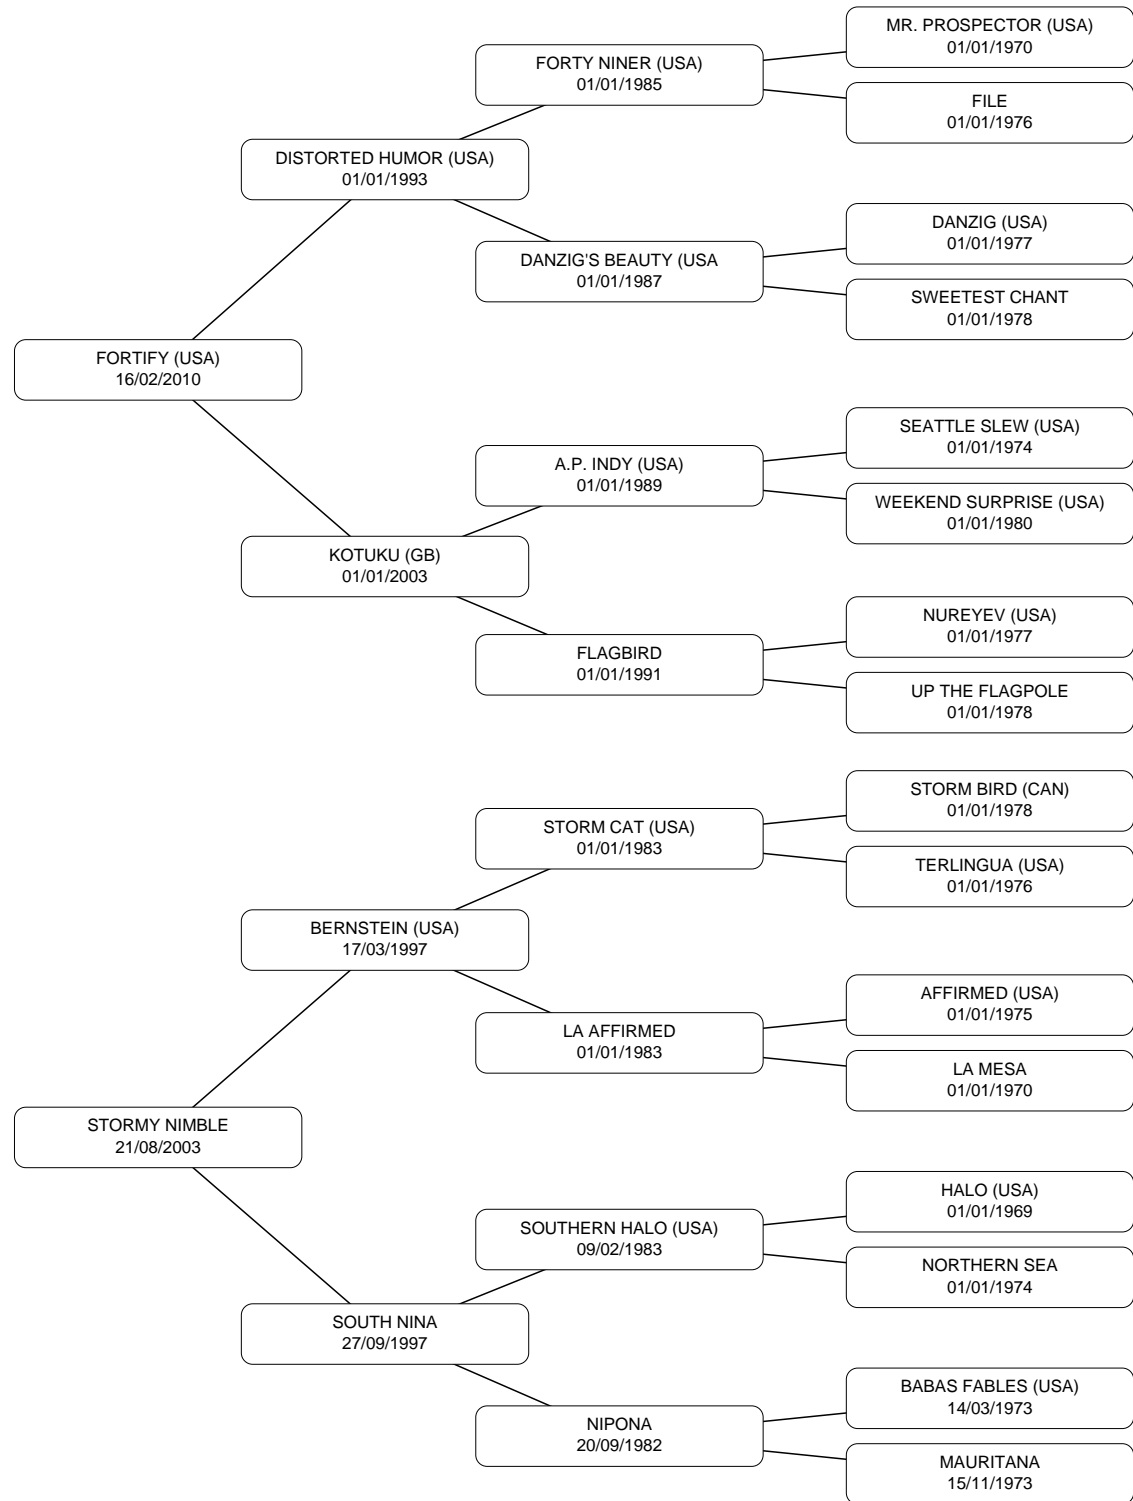 MR. PROSPECTOR (USA)
01/01/1970
FORTY NINER (USA)
01/01/1985
FILE
01/01/1976
DISTORTED HUMOR (USA)
01/01/1993
DANZIG (USA)
01/01/1977
DANZIG'S BEAUTY (USA
01/01/1987
SWEETEST CHANT
01/01/1978
FORTIFY (USA)
16/02/2010
SEATTLE SLEW (USA)
01/01/1974
A.P. INDY (USA)
01/01/1989
WEEKEND SURPRISE (USA)
01/01/1980
KOTUKU (GB)
01/01/2003
NUREYEV (USA)
01/01/1977
FLAGBIRD
01/01/1991
UP THE FLAGPOLE
01/01/1978
STORM BIRD (CAN)
01/01/1978
STORM CAT (USA)
01/01/1983
TERLINGUA (USA)
01/01/1976
BERNSTEIN (USA)
17/03/1997
AFFIRMED (USA)
01/01/1975
LA AFFIRMED
01/01/1983
LA MESA
01/01/1970
STORMY NIMBLE
21/08/2003
HALO (USA)
01/01/1969
SOUTHERN HALO (USA)
09/02/1983
NORTHERN SEA
01/01/1974
SOUTH NINA
27/09/1997
BABAS FABLES (USA)
14/03/1973
NIPONA
20/09/1982
MAURITANA
15/11/1973